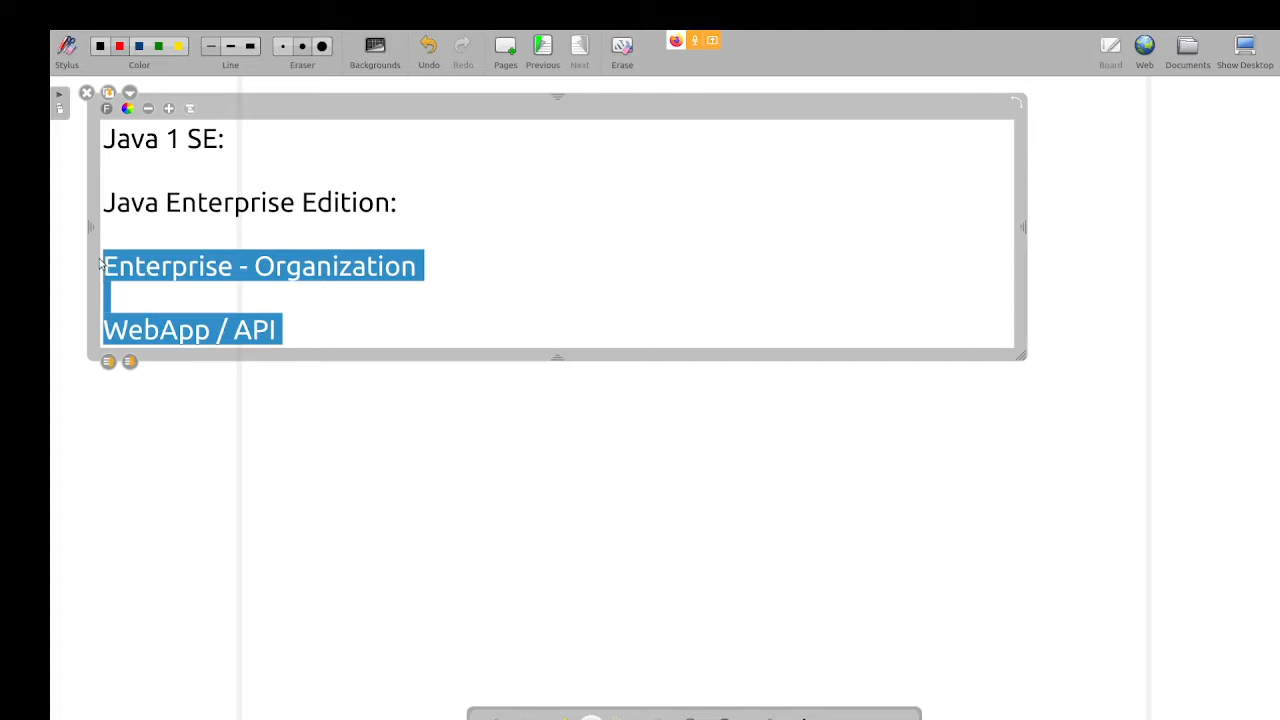 Stylus
Color
Line
Eraser
Backgrounds
Undo
Redo
Pages
Previous
Next
Erase
Board
Web
Documents
Show Desktop
F
Java 1 SE:
Java Enterprise Edition:
Enterprise - Organization
WebApp / API